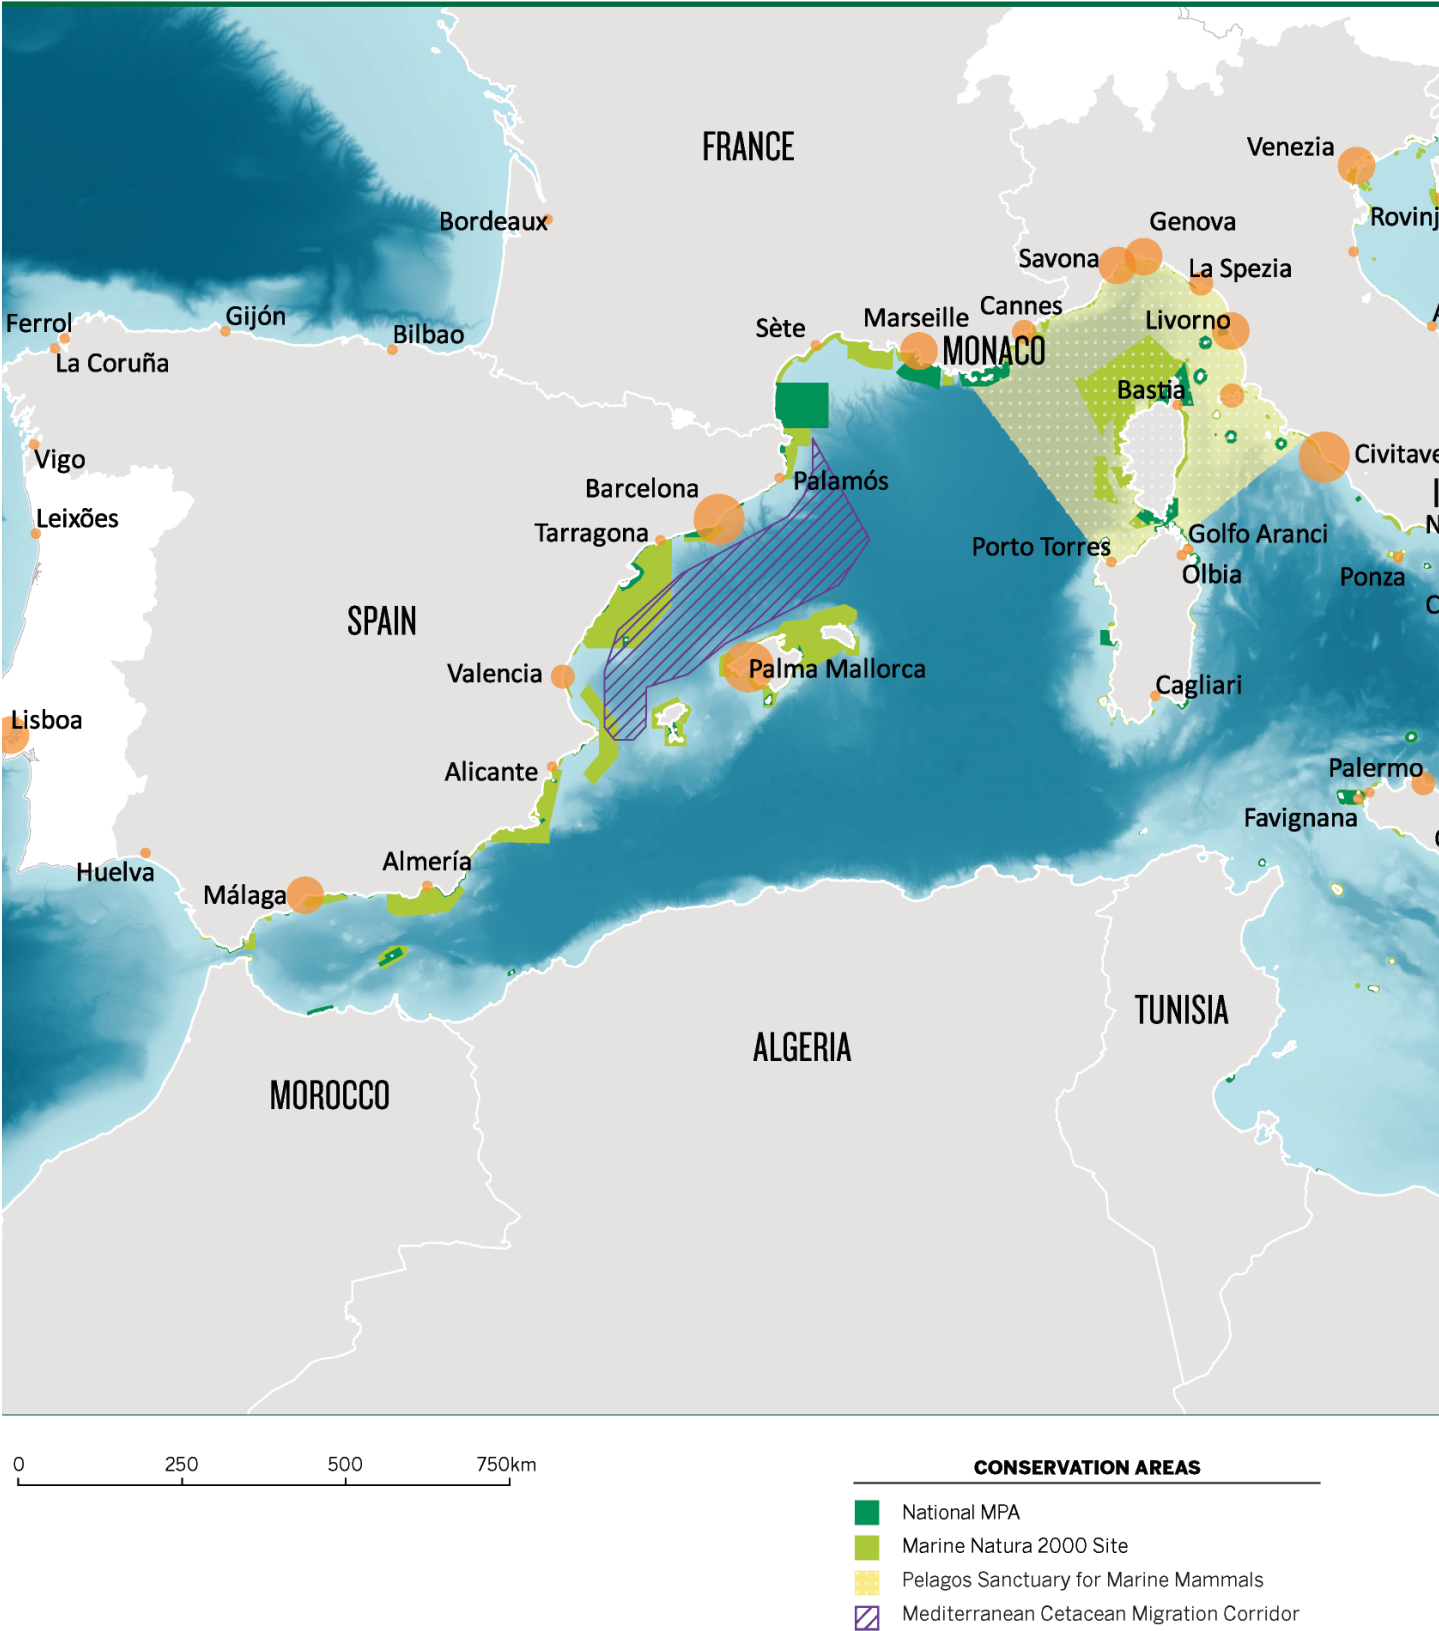 FRANCE
Venezia
Bordeaux
Rovinj
Genova
Savona
La Spezia
Cannes
Marseille
Livorno
Ferrol
Gijón
Bilbao
Sète
MONACO
La Coruña
Bastia
Vigo
Civitave
Palamós
Barcelona
Leixões
Tarragona
Golfo Aranci
Porto Torres
Olbia
Ponza
SPAIN
Valencia
Palma Mallorca
Cagliari
Lisboa
Alicante
Palermo
Favignana
Huelva
Almería
Málaga
TUNISIA
ALGERIA
MOROCCO
0 250 500 750km
CONSERVATION AREAS
National MPA
Marine Natura 2000 Site
Pelagos Sanctuary for Marine Mammals
Mediterranean Cetacean Migration Corridor